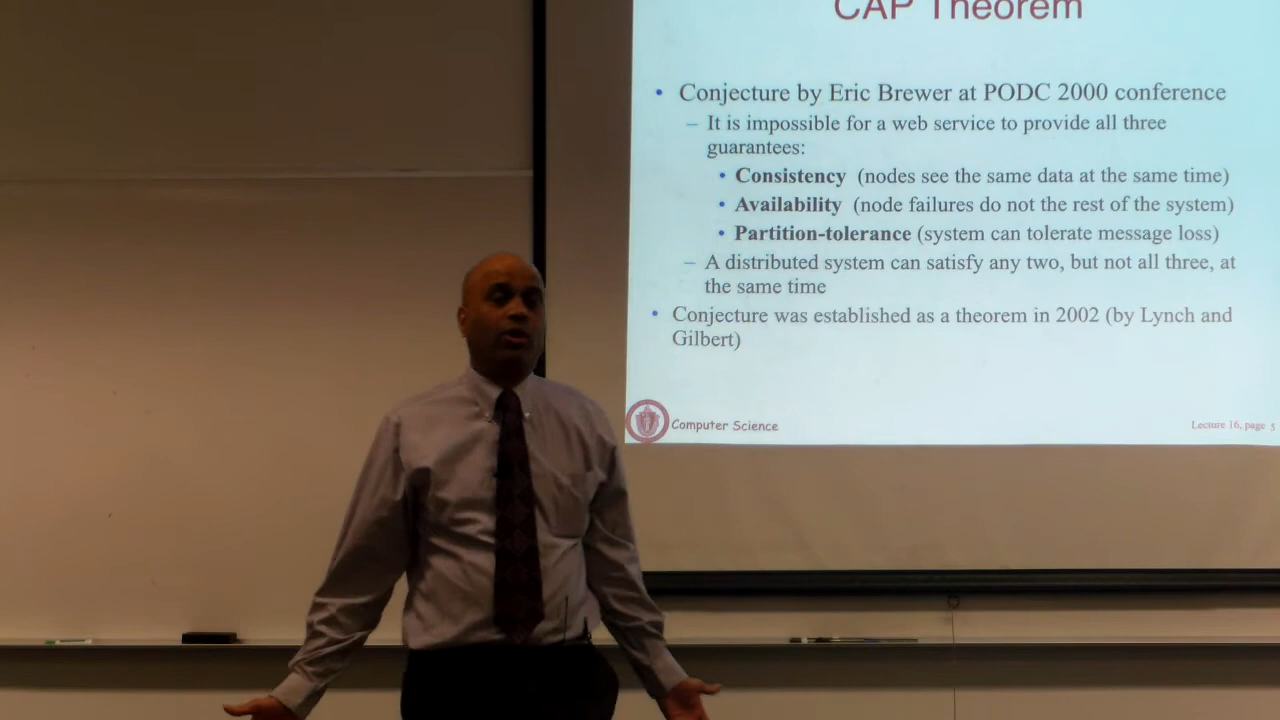 CAP Theorem
• Conjecture by Eric Brewer at PODC 2000 conference
– It is impossible for a web service to provide all three
guarantees:
• Consistency (nodes see the same data at the same time)
• Availability (node failures do not the rest of the system)
• Partition-tolerance (system can tolerate message loss)
– A distributed system can satisfy any two, but not all three, at
the same time
• Conjecture was established as a theorem in 2002 (by Lynch and
Gilbert)
Computer Science
Lecture 16, page 5